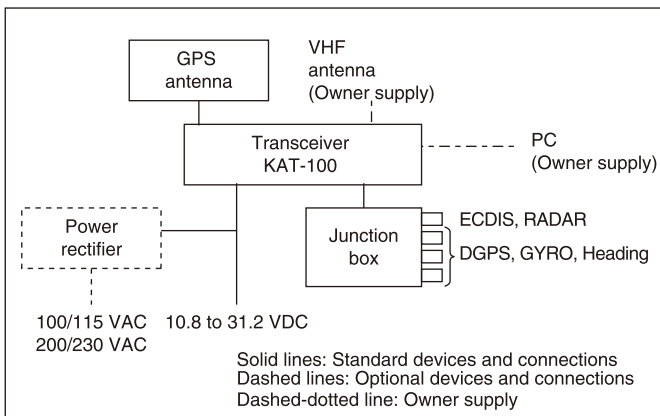 GPS
antenna
VHF
antenna
(Owner supply)
Transceiver
KAT-100
PC
(Owner supply)
Power
rectifier
Junction
box
ECDIS, RADAR
DGPS, GYRO, Heading
100/115 VAC
200/230 VAC
10.8 to 31.2 VDC
Solid lines: Standard devices and connections
Dashed lines: Optional devices and connections
Dashed-dotted line: Owner supply